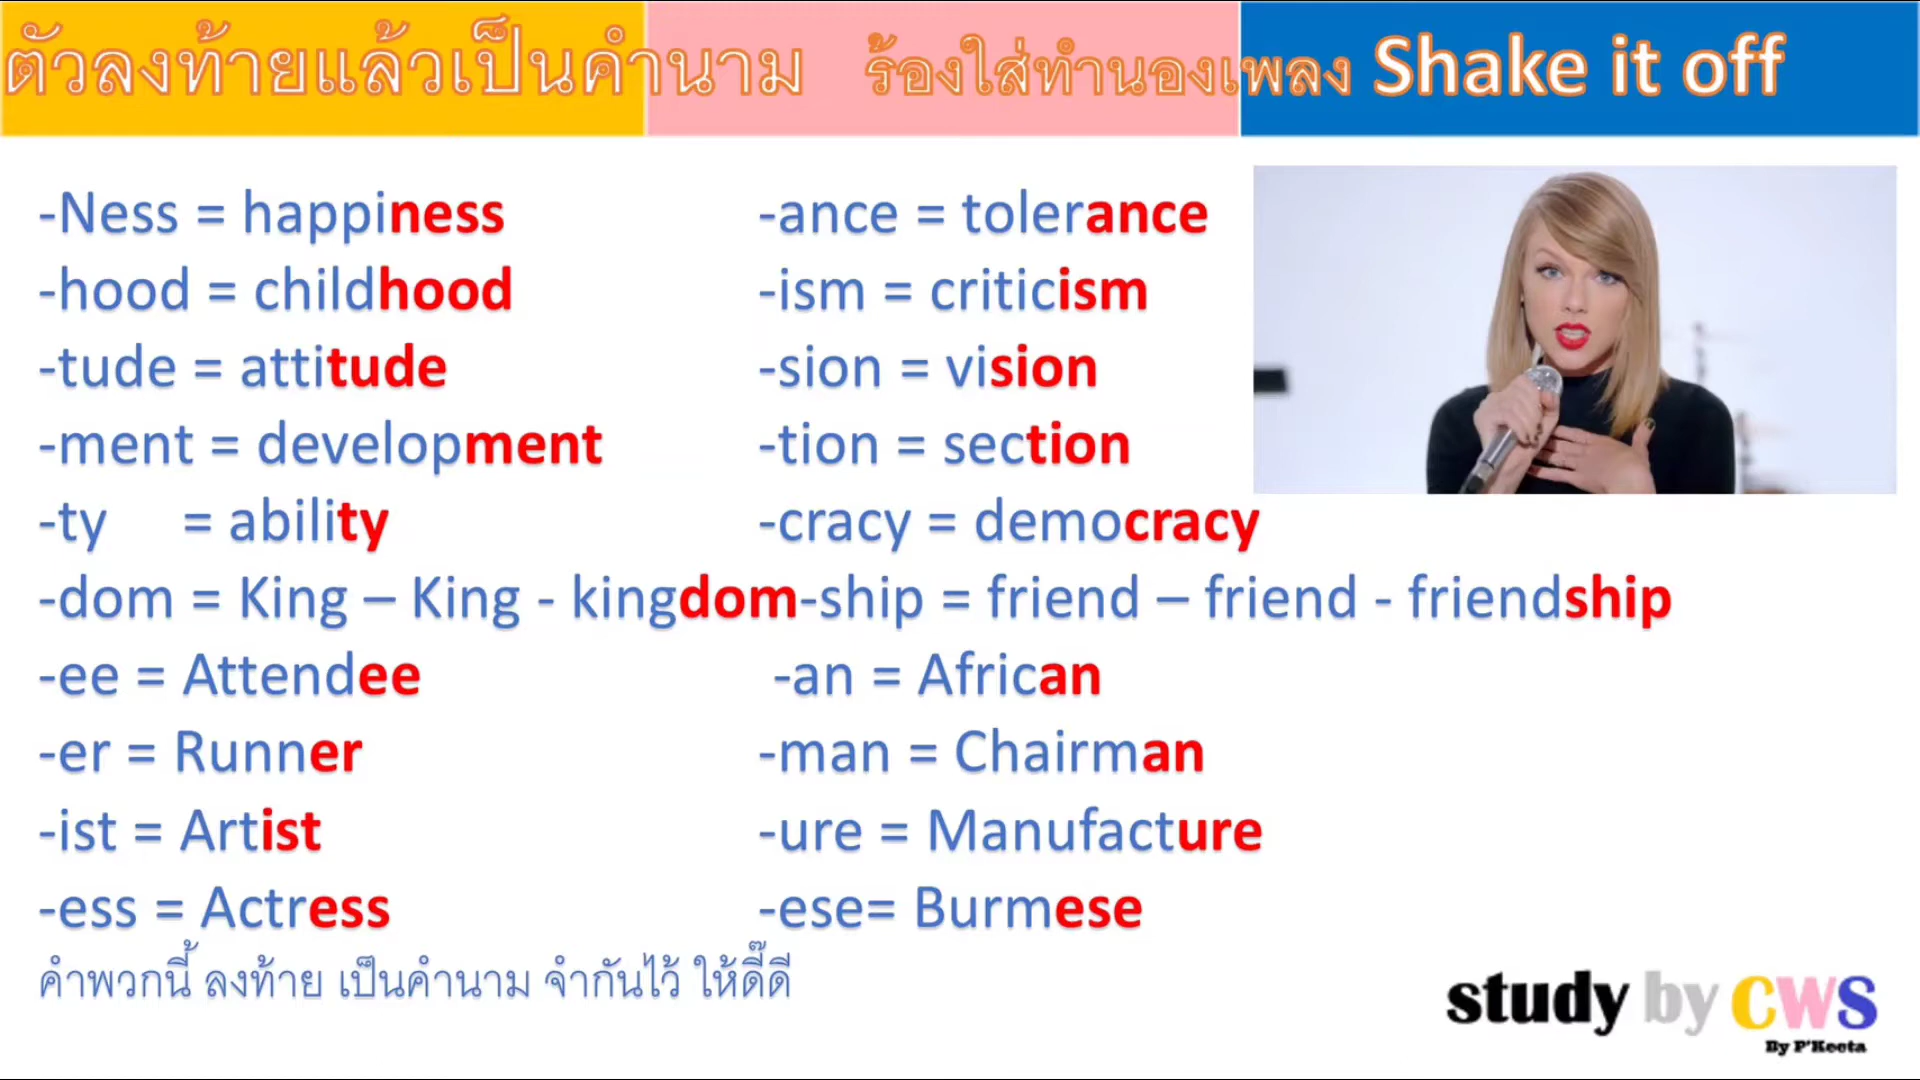 ตัวลงท้ายแล้วเป็นคำนาม ร้องใส่ทำนองเพลง Shake it off
-Ness = happiness
-hood = childhood
-tude = attitude
-ment = development
-ty = ability
-dom = King – King - kingdom
-ee = Attendee
-er = Runner
-ist = Artist
-ess = Actress
คำพวกนี้ ลงท้าย เป็นคำนาม จำกันไว้ ให้ดี๊ดี
-ance = tolerance
-ism = criticism
-sion = vision
-tion = section
-cracy = democracy
-ship = friend – friend - friendship
-an = African
-man = Chairman
-ure = Manufacture
-ese= Burmese
study by CWS
By P'Keeta